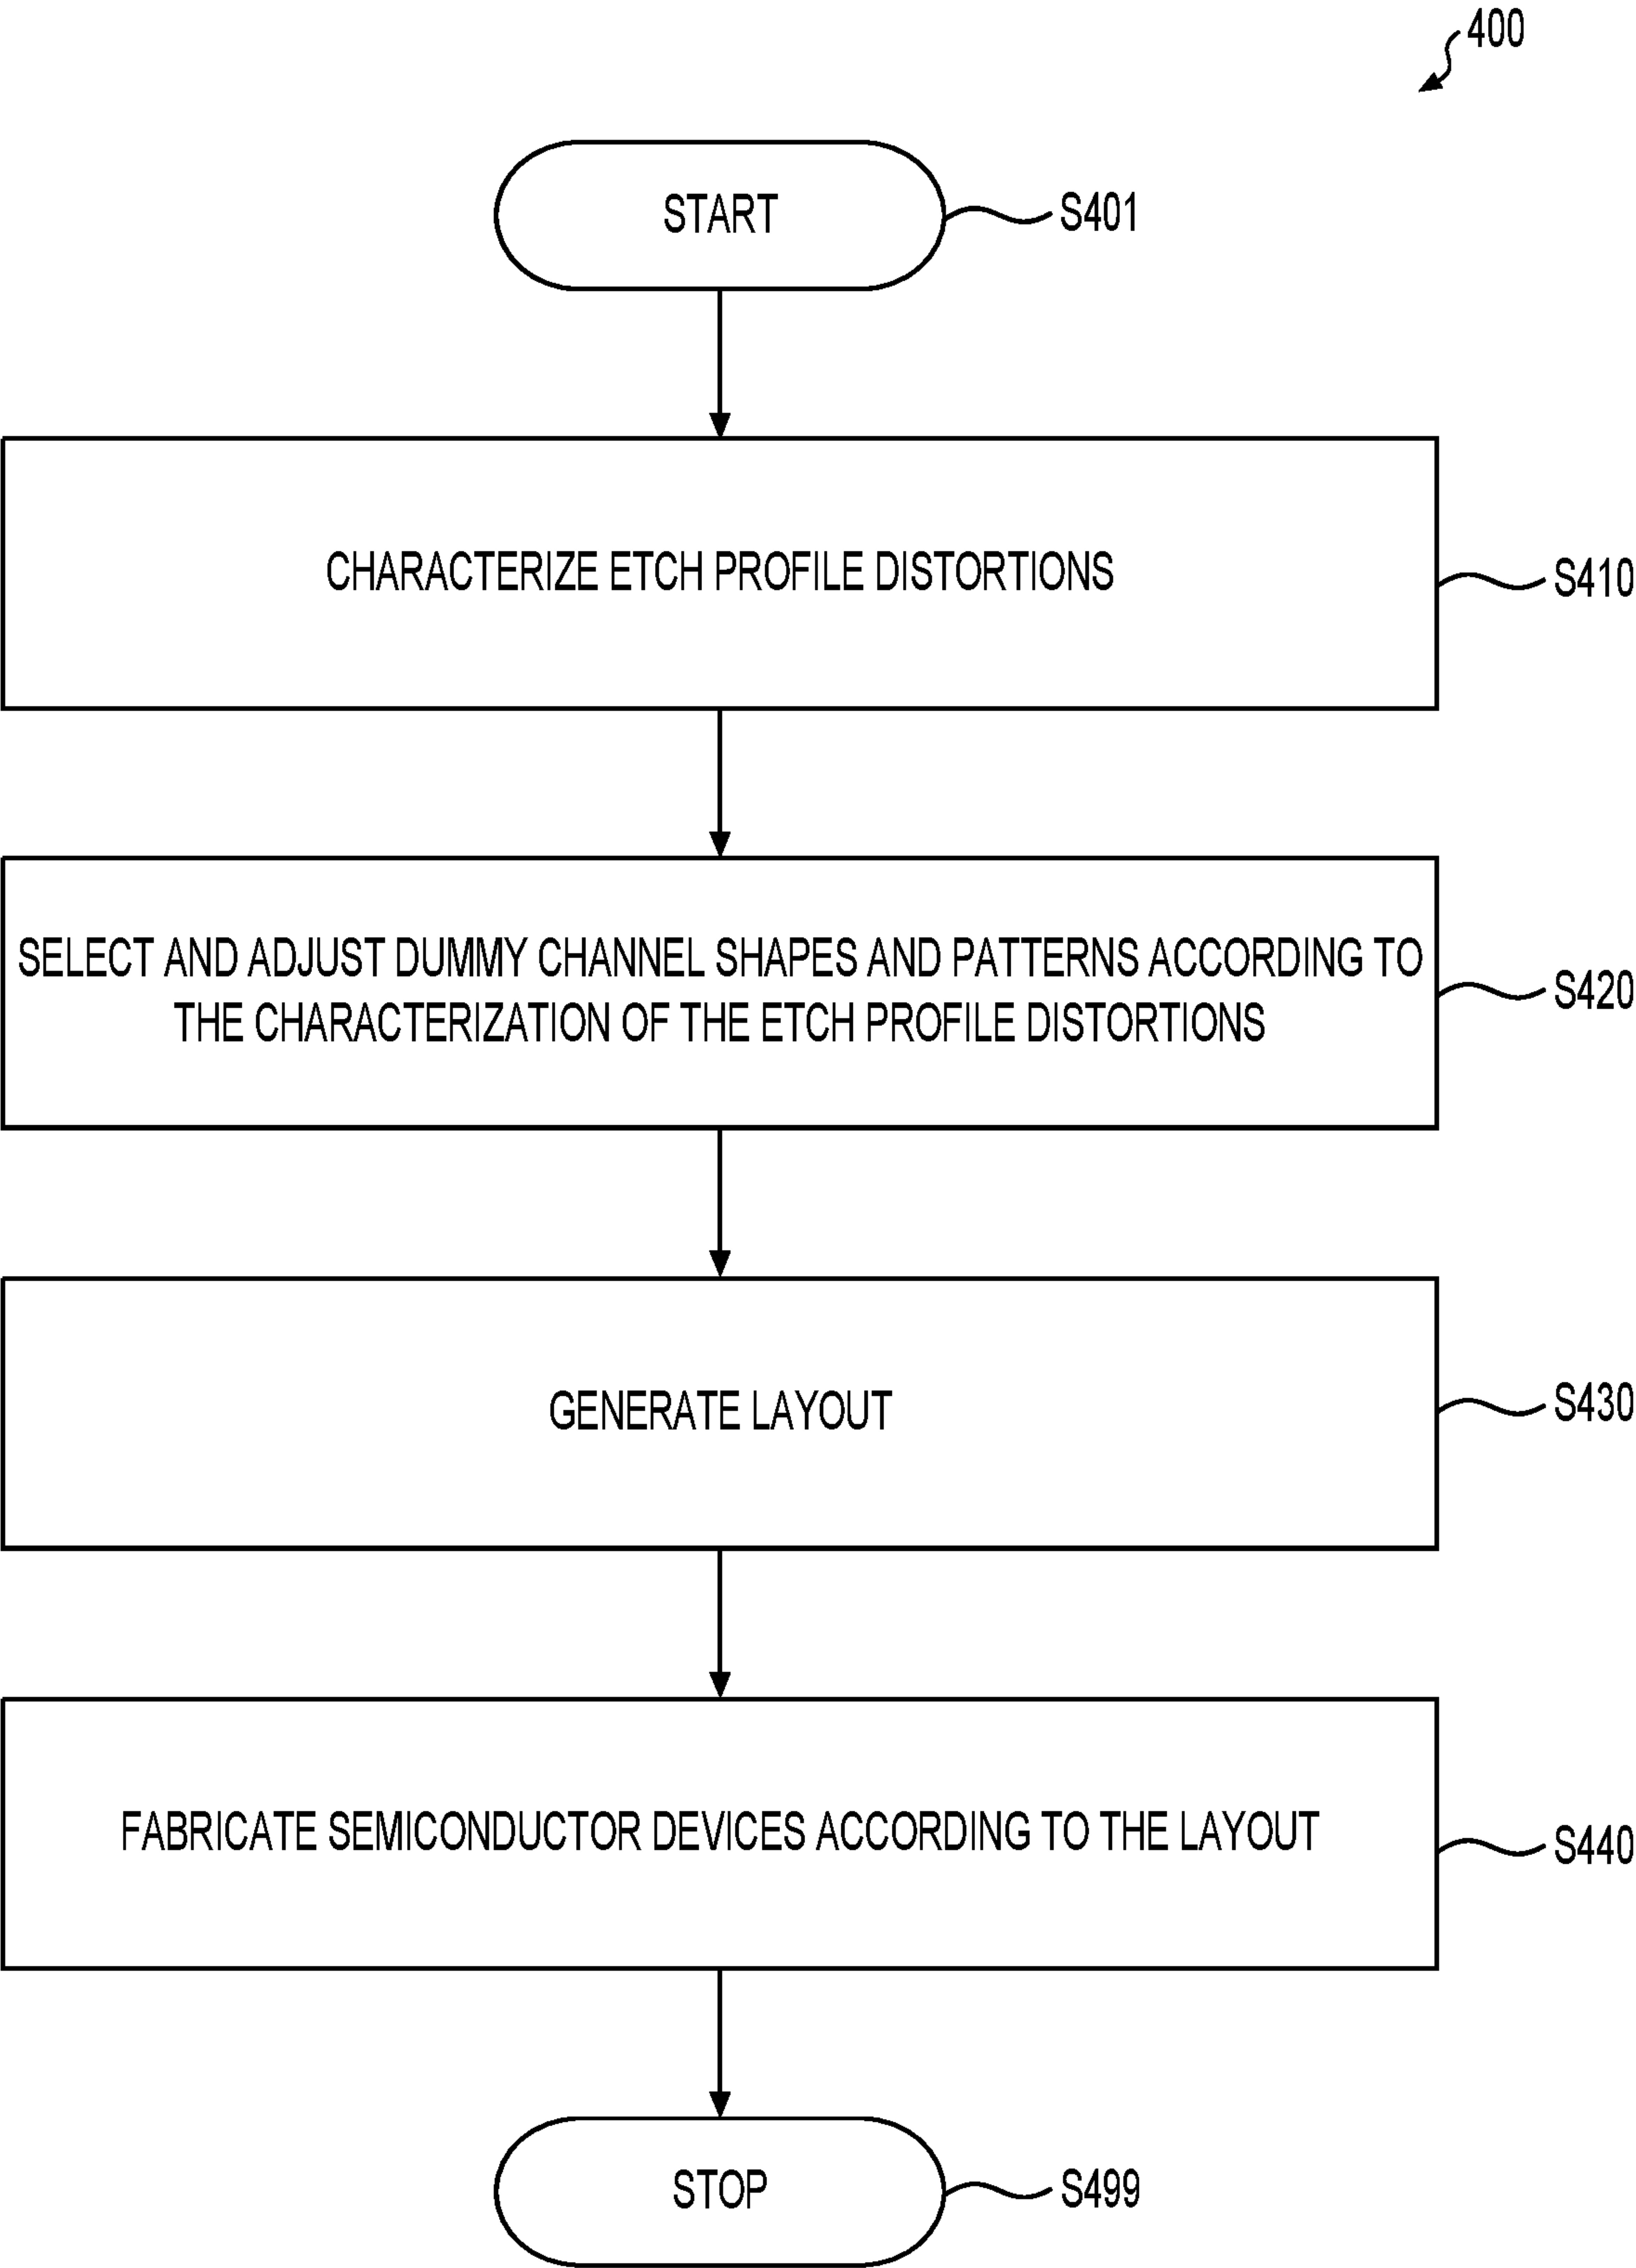 400
START
S401
CHARACTERIZE ETCH PROFILE DISTORTIONS
S410
SELECT AND ADJUST DUMMY CHANNEL SHAPES AND PATTERNS ACCORDING TO
THE CHARACTERIZATION OF THE ETCH PROFILE DISTORTIONS
S420
GENERATE LAYOUT
S430
FABRICATE SEMICONDUCTOR DEVICES ACCORDING TO THE LAYOUT
S440
STOP
S499